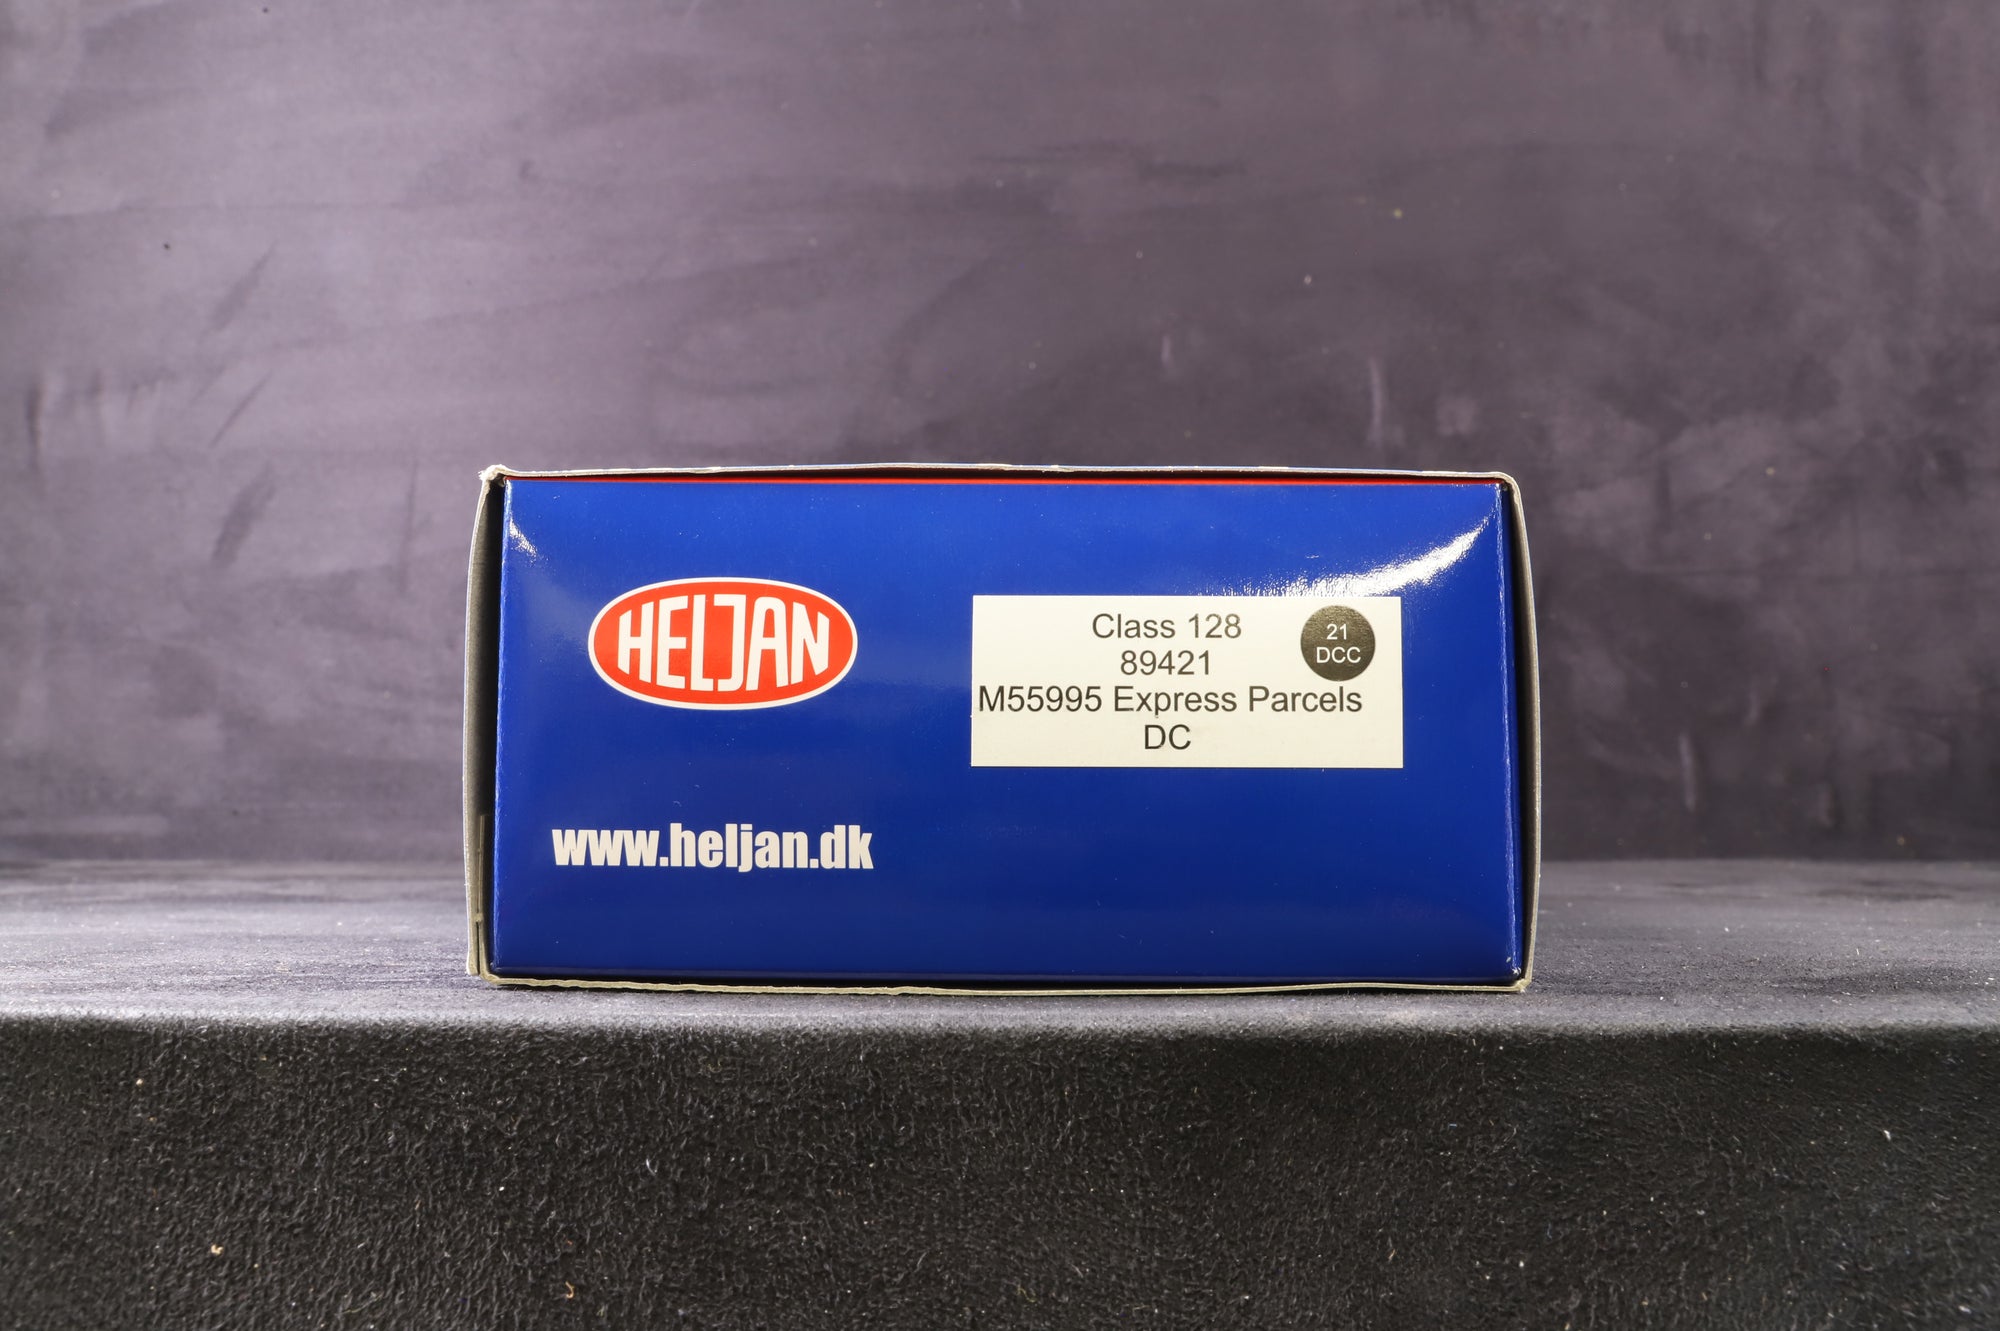 HELJAN
Class 128
89421
M55995 Express Parcels
DC
21
DCC
www.heljan.dk